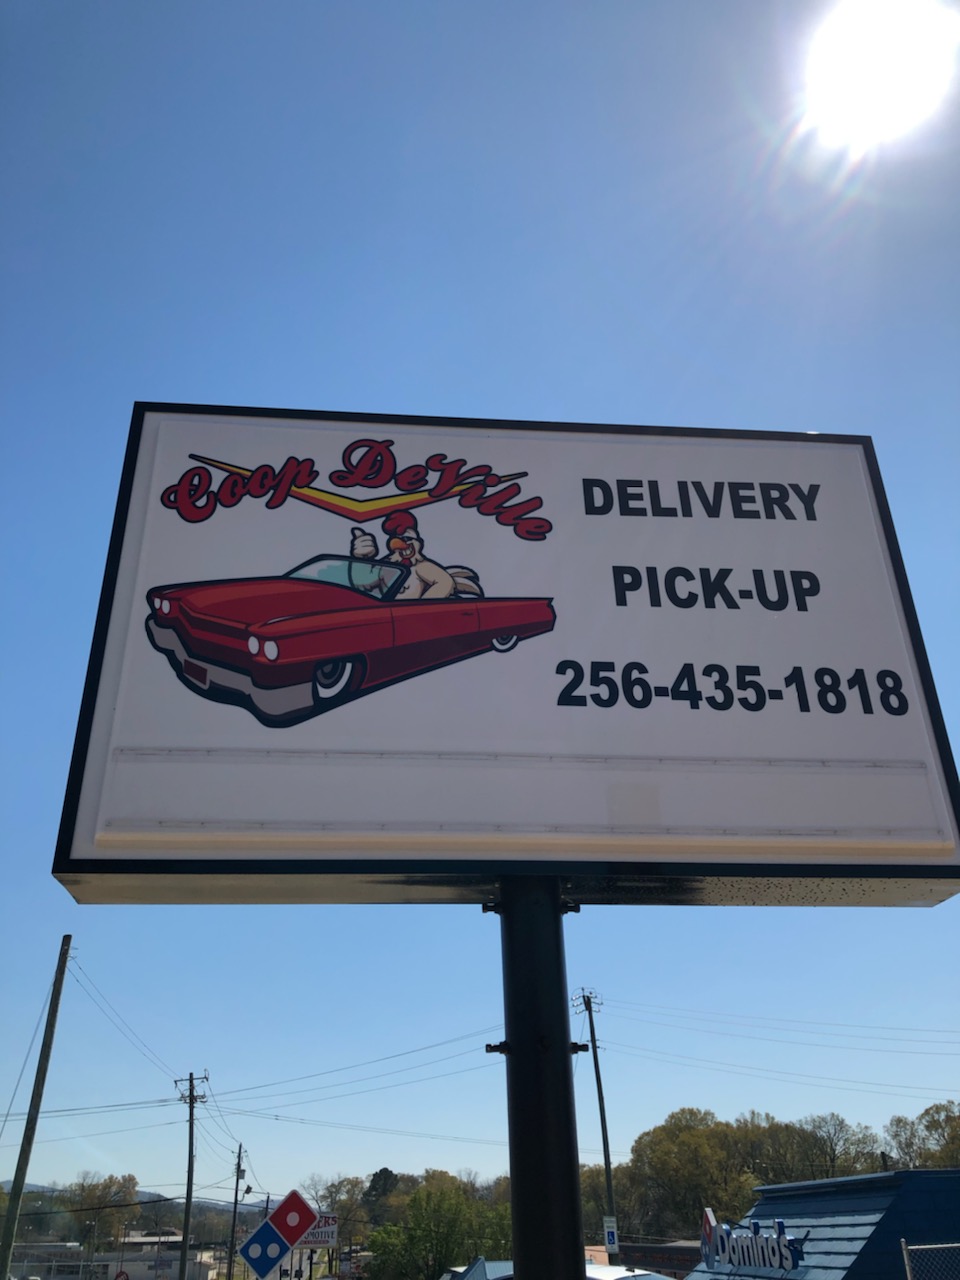 Coop DeVille
DELIVERY
PICK-UP
256-435-1818
Domino's